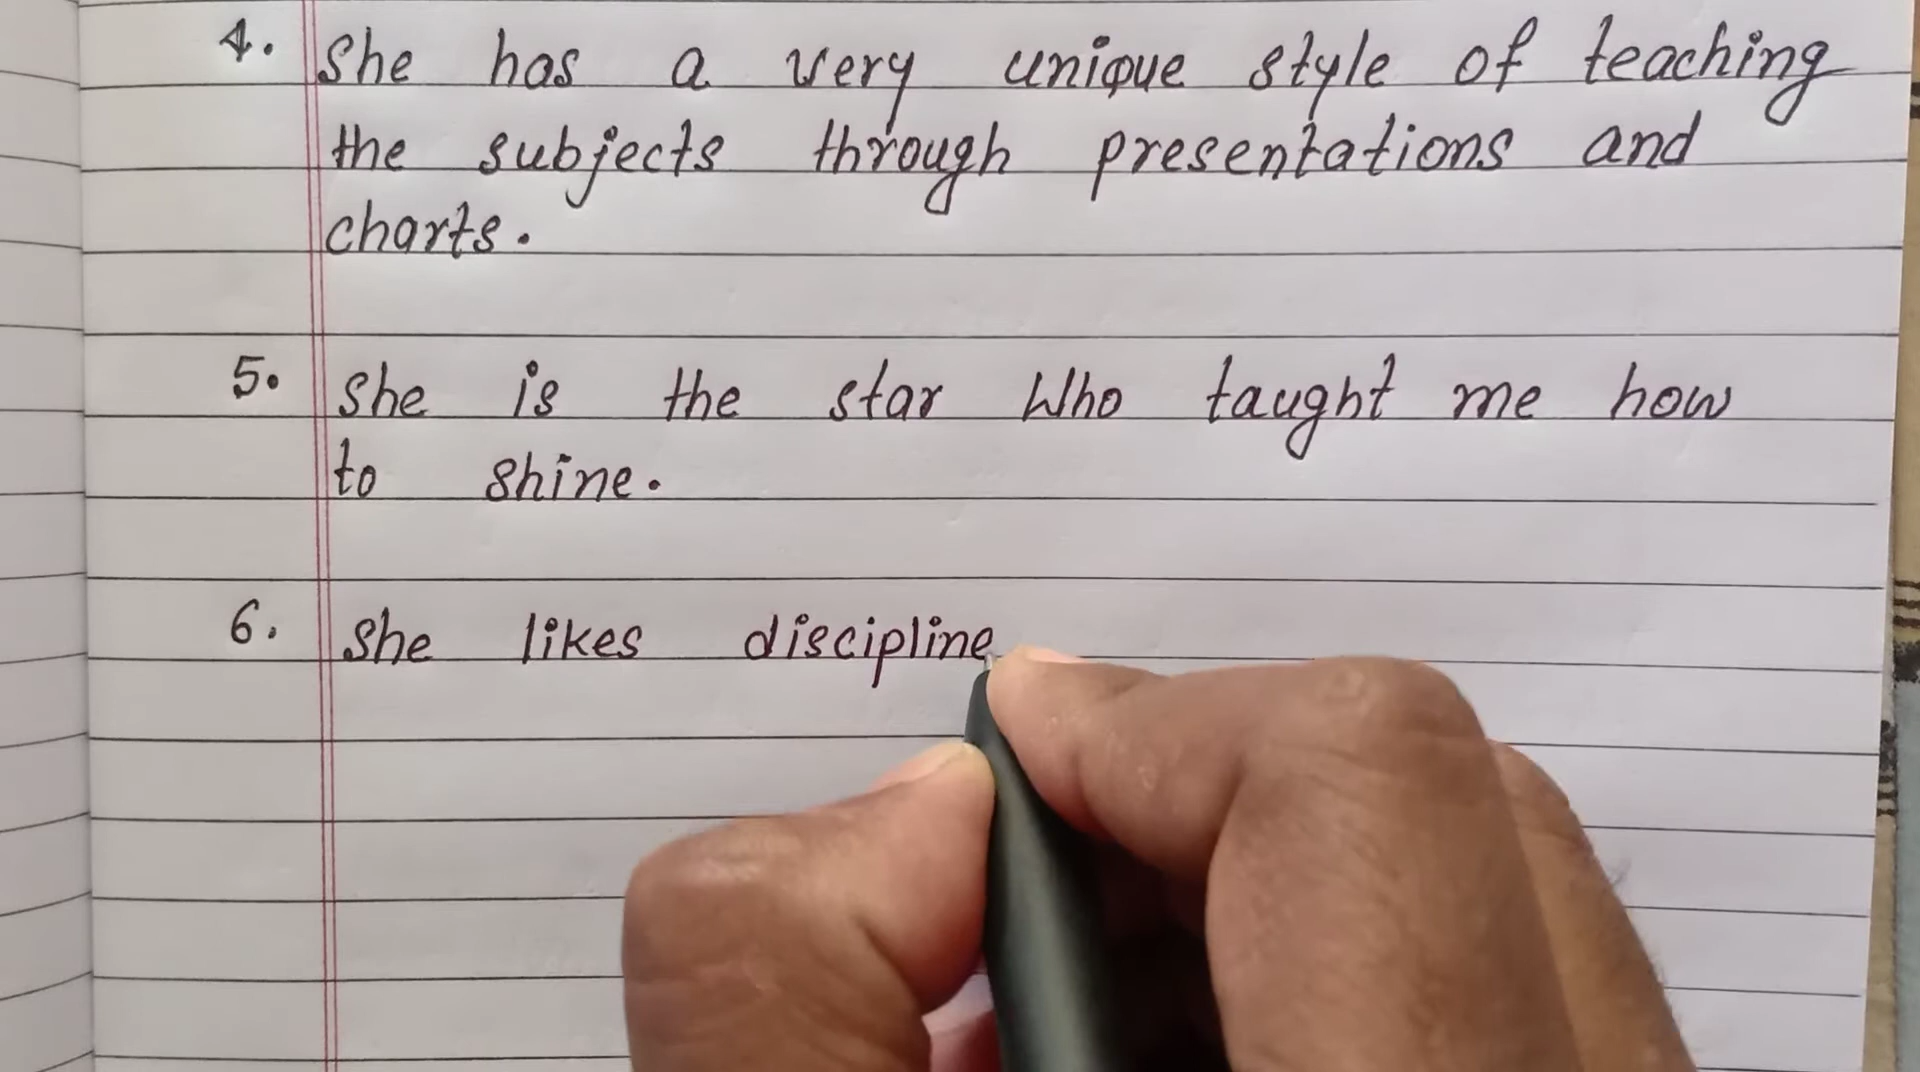 4. She has a very unique style of teaching
the subjects through presentations and
charts.
5. She is the star Who taught me how
to shine.
6. She likes discipline